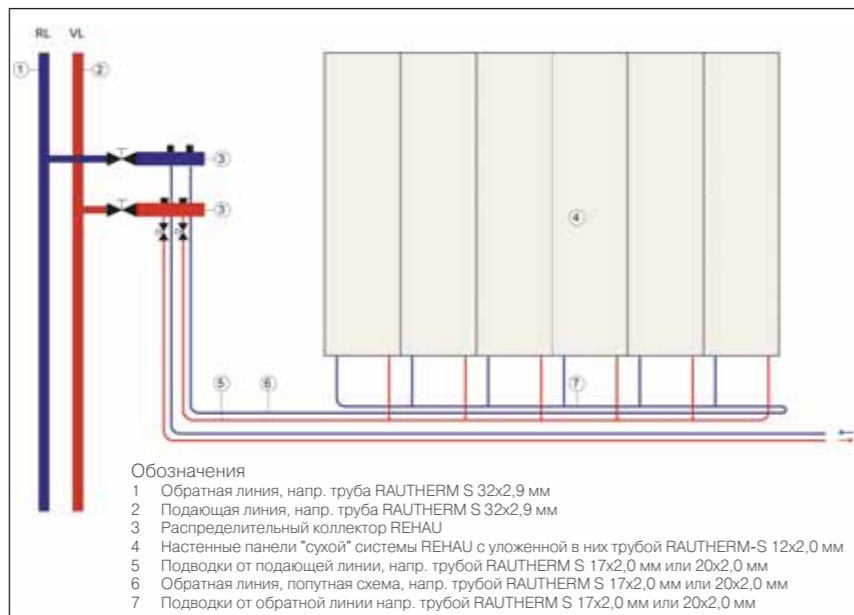 RL VL
1
2
3
3
4
5
6
7
Обозначения
1 Обратная линия, напр. труба RAUTHERM S 32x2,9 мм
2 Подающая линия, напр. труба RAUTHERM S 32x2,9 мм
3 Распределительный коллектор REHAU
4 Настенные панели "сухой" системы REHAU с уложенной в них трубой RAUTHERM-S 12x2,0 мм
5 Подводки от подающей линии, напр. трубой RAUTHERM S 17x2,0 мм или 20x2,0 мм
6 Обратная линия, попутная схема, напр. трубой RAUTHERM S 17x2,0 мм или 20x2,0 мм
7 Подводки от обратной линии напр. трубой RAUTHERM S 17x2,0 мм или 20x2,0 мм